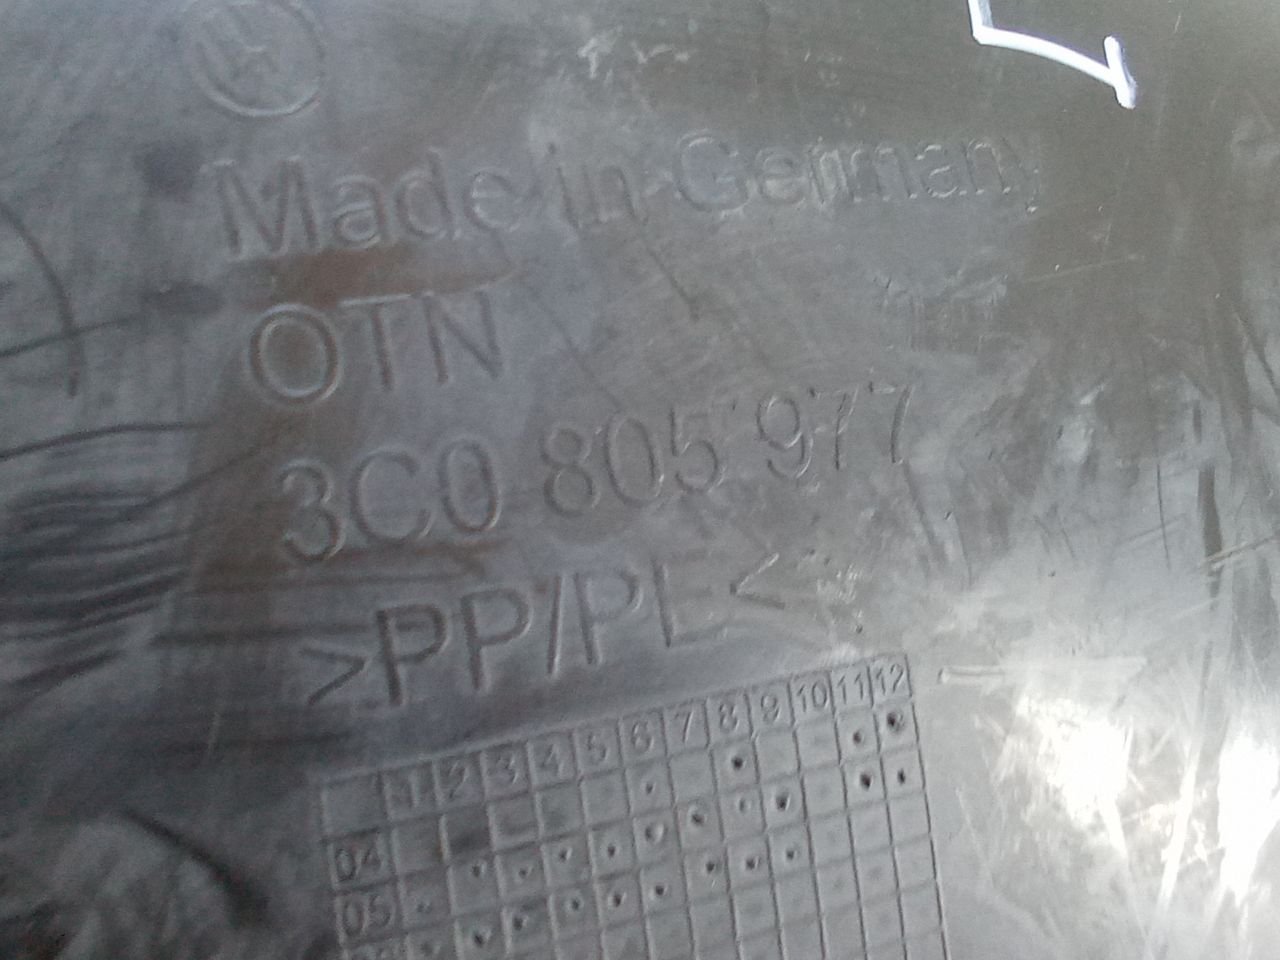 Made in Germany
OTN
3C0 805 977
>PP/PE<
1 2 3 4 5 6 7 8 9 10 11 12
04
05